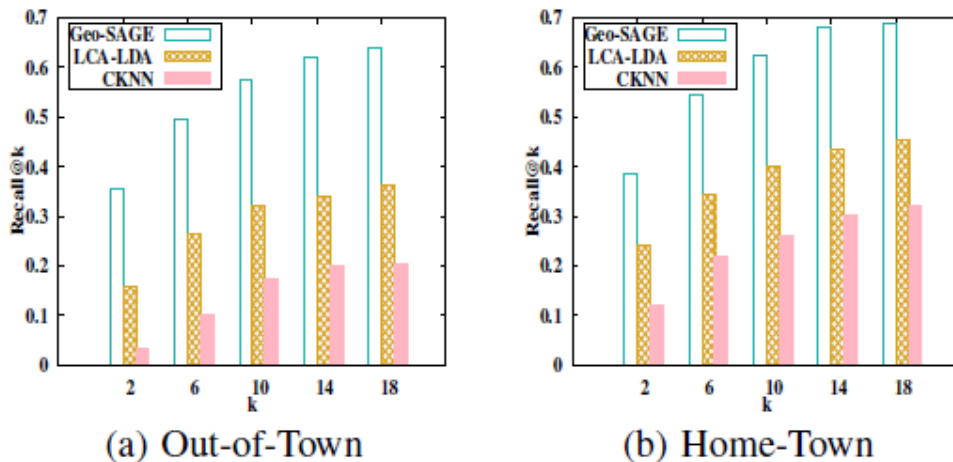 0.7
0.6
0.5
0.4
0.3
0.2
0.1
0
Recall@k
Geo-SAGE
LCA-LDA
CKNN
2 6 10 14 18
k
(a) Out-of-Town
0.7
0.6
0.5
0.4
0.3
0.2
0.1
0
Recall@k
Geo-SAGE
LCA-LDA
CKNN
2 6 10 14 18
k
(b) Home-Town